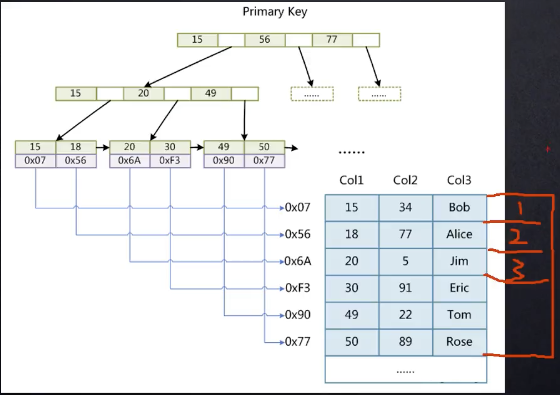 Primary Key
15 56 77
15 20 49
...... ......
15 18 20 30 49 50
0x07 0x56 0x6A 0xF3 0x90 0x77
......
Col1 Col2 Col3
0x07 15 34 Bob 1
0x56 18 77 Alice 2
0x6A 20 5 Jim 3
0xF3 30 91 Eric
0x90 49 22 Tom
0x77 50 89 Rose
......